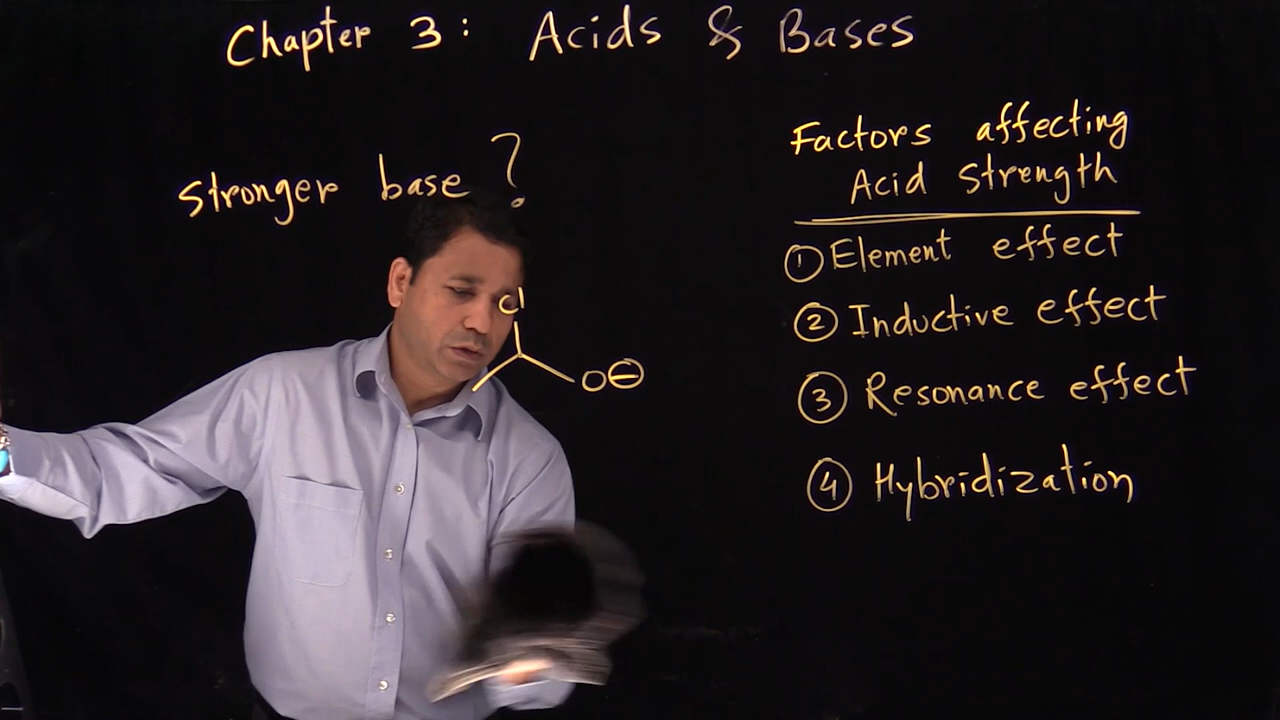 Chapter 3: Acids & Bases
Stronger base ?
Cl
O⊖
Factors affecting
Acid Strength
① Element effect
② Inductive effect
③ Resonance effect
④ Hybridization